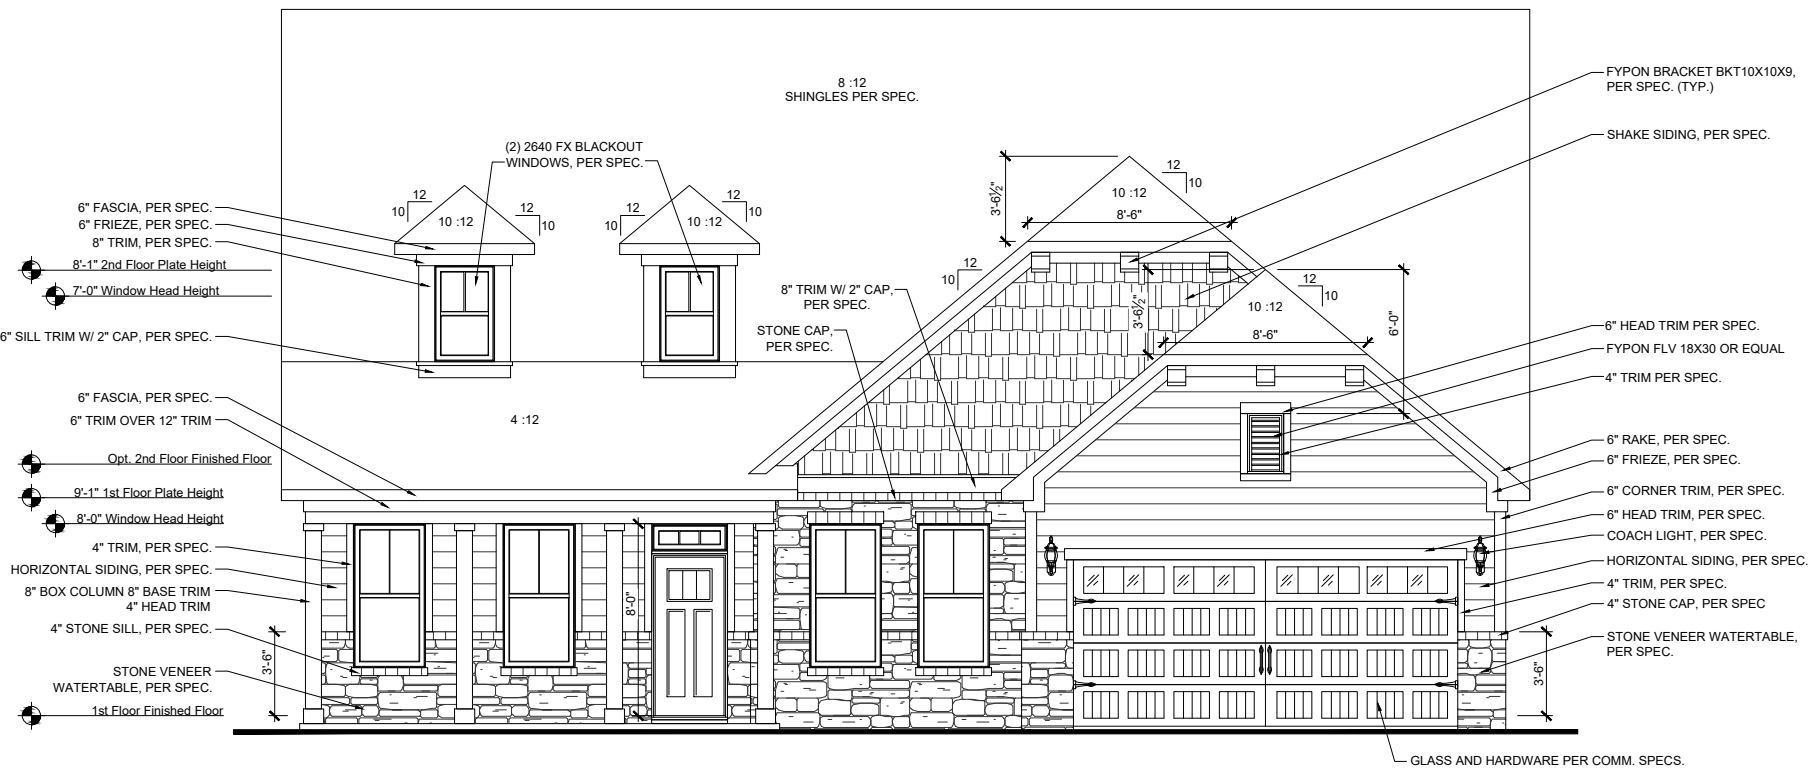 8 :12
SHINGLES PER SPEC.
(2) 2640 FX BLACKOUT
WINDOWS, PER SPEC.
FYPON BRACKET BKT10X10X9,
PER SPEC. (TYP.)
SHAKE SIDING, PER SPEC.
6" FASCIA, PER SPEC.
6" FRIEZE, PER SPEC.
8" TRIM, PER SPEC.
8'-1" 2nd Floor Plate Height
7'-0" Window Head Height
6" SILL TRIM W/ 2" CAP, PER SPEC.
6" FASCIA, PER SPEC.
6" TRIM OVER 12" TRIM
Opt. 2nd Floor Finished Floor
9'-1" 1st Floor Plate Height
8'-0" Window Head Height
4" TRIM, PER SPEC.
HORIZONTAL SIDING, PER SPEC.
8" BOX COLUMN 8" BASE TRIM
4" HEAD TRIM
4" STONE SILL, PER SPEC.
STONE VENEER
WATERTABLE, PER SPEC.
1st Floor Finished Floor
3'-6"
12
10
10 :12
12
10
12
10
10 :12
12
10
4 :12
8" TRIM W/ 2" CAP,
PER SPEC.
STONE CAP,
PER SPEC.
8'-0"
3'-6½"
10 :12
8'-6"
12
10
12
10
3'-6½"
10 :12
8'-6"
12
10
6'-0"
6" HEAD TRIM PER SPEC.
FYPON FLV 18X30 OR EQUAL
4" TRIM PER SPEC.
6" RAKE, PER SPEC.
6" FRIEZE, PER SPEC.
6" CORNER TRIM, PER SPEC.
6" HEAD TRIM, PER SPEC.
COACH LIGHT, PER SPEC.
HORIZONTAL SIDING, PER SPEC.
4" TRIM, PER SPEC.
4" STONE CAP, PER SPEC
STONE VENEER WATERTABLE,
PER SPEC.
3'-6"
GLASS AND HARDWARE PER COMM. SPECS.